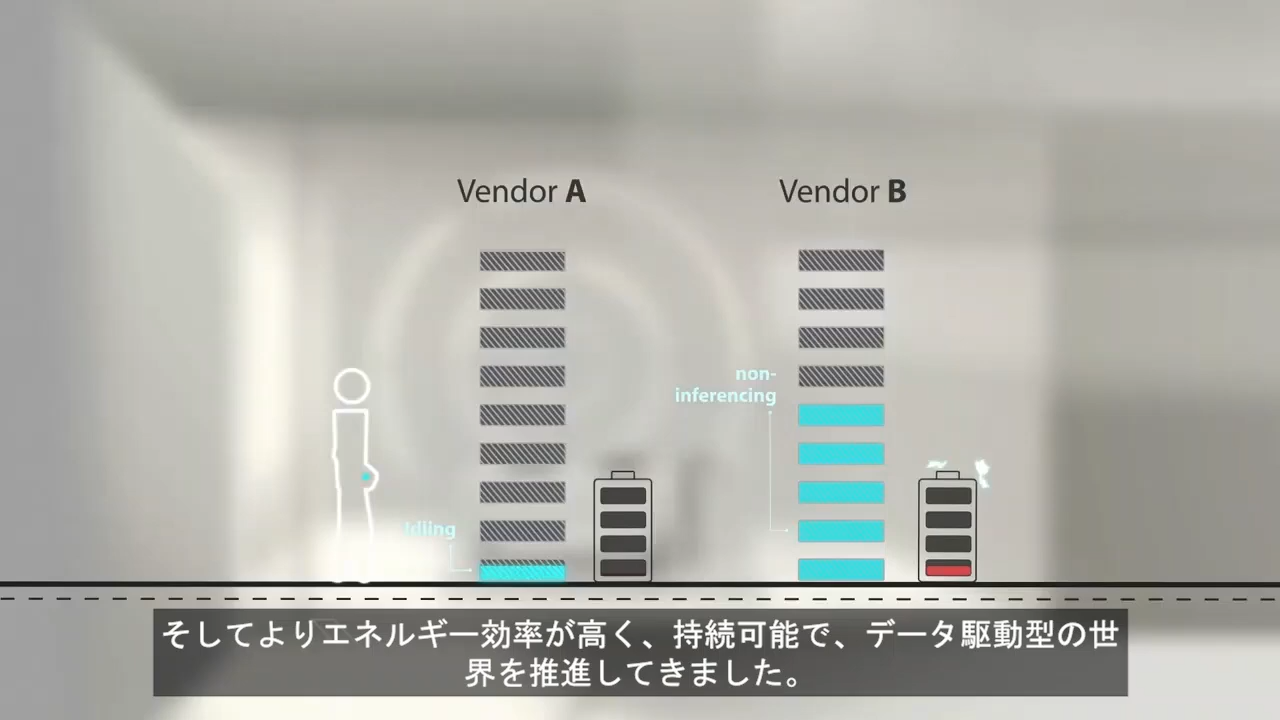 Vendor A
Vendor B
non-
inferencing
Idling
そしてよりエネルギー効率が高く、持続可能で、データ駆動型の世
界を推進してきました。